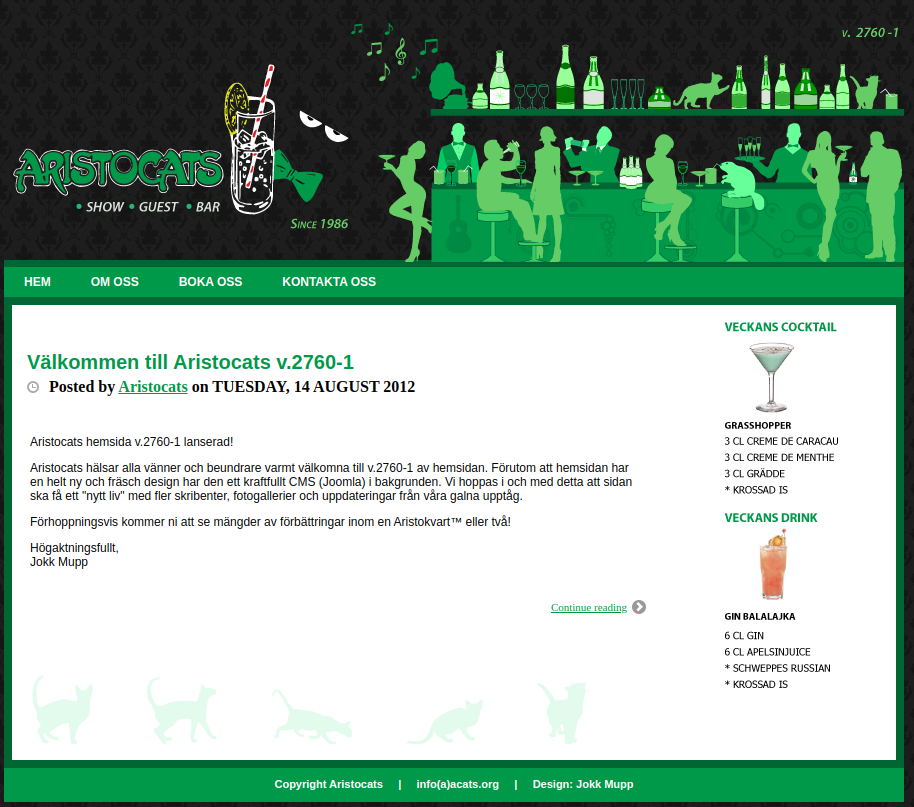 v. 2760 -1
ARISTOCATS
• SHOW • GUEST • BAR
SINCE 1986
HEM OM OSS BOKA OSS KONTAKTA OSS
Välkommen till Aristocats v.2760-1
Posted by Aristocats on TUESDAY, 14 AUGUST 2012
Aristocats hemsida v.2760-1 lanserad!
Aristocats hälsar alla vänner och beundrare varmt välkomna till v.2760-1 av hemsidan. Förutom att hemsidan har
en helt ny och fräsch design har den ett kraftfullt CMS (Joomla) i bakgrunden. Vi hoppas i och med detta att sidan
ska få ett "nytt liv" med fler skribenter, fotogallerier och uppdateringar från våra galna upptåg.
Förhoppningsvis kommer ni att se mängder av förbättringar inom en Aristokvart™ eller två!
Högaktningsfullt,
Jokk Mupp
Continue reading
VECKANS COCKTAIL
GRASSHOPPER
3 CL CREME DE CARACAU
3 CL CREME DE MENTHE
3 CL GRÄDDE
* KROSSAD IS
VECKANS DRINK
GIN BALALAJKA
6 CL GIN
6 CL APELSINJUICE
* SCHWEPPES RUSSIAN
* KROSSAD IS
Copyright Aristocats | info(a)acats.org | Design: Jokk Mupp